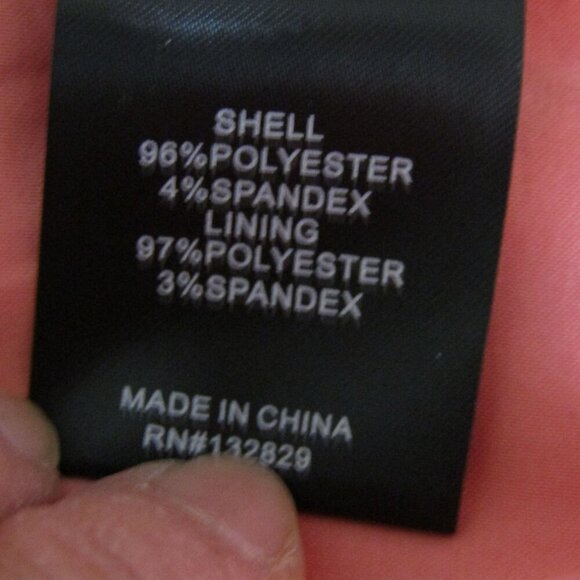 SHELL
96%POLYESTER
4%SPANDEX
LINING
97%POLYESTER
3%SPANDEX
MADE IN CHINA
RN#132829